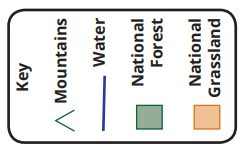 Key
Mountains
Water
National
Forest
National
Grassland